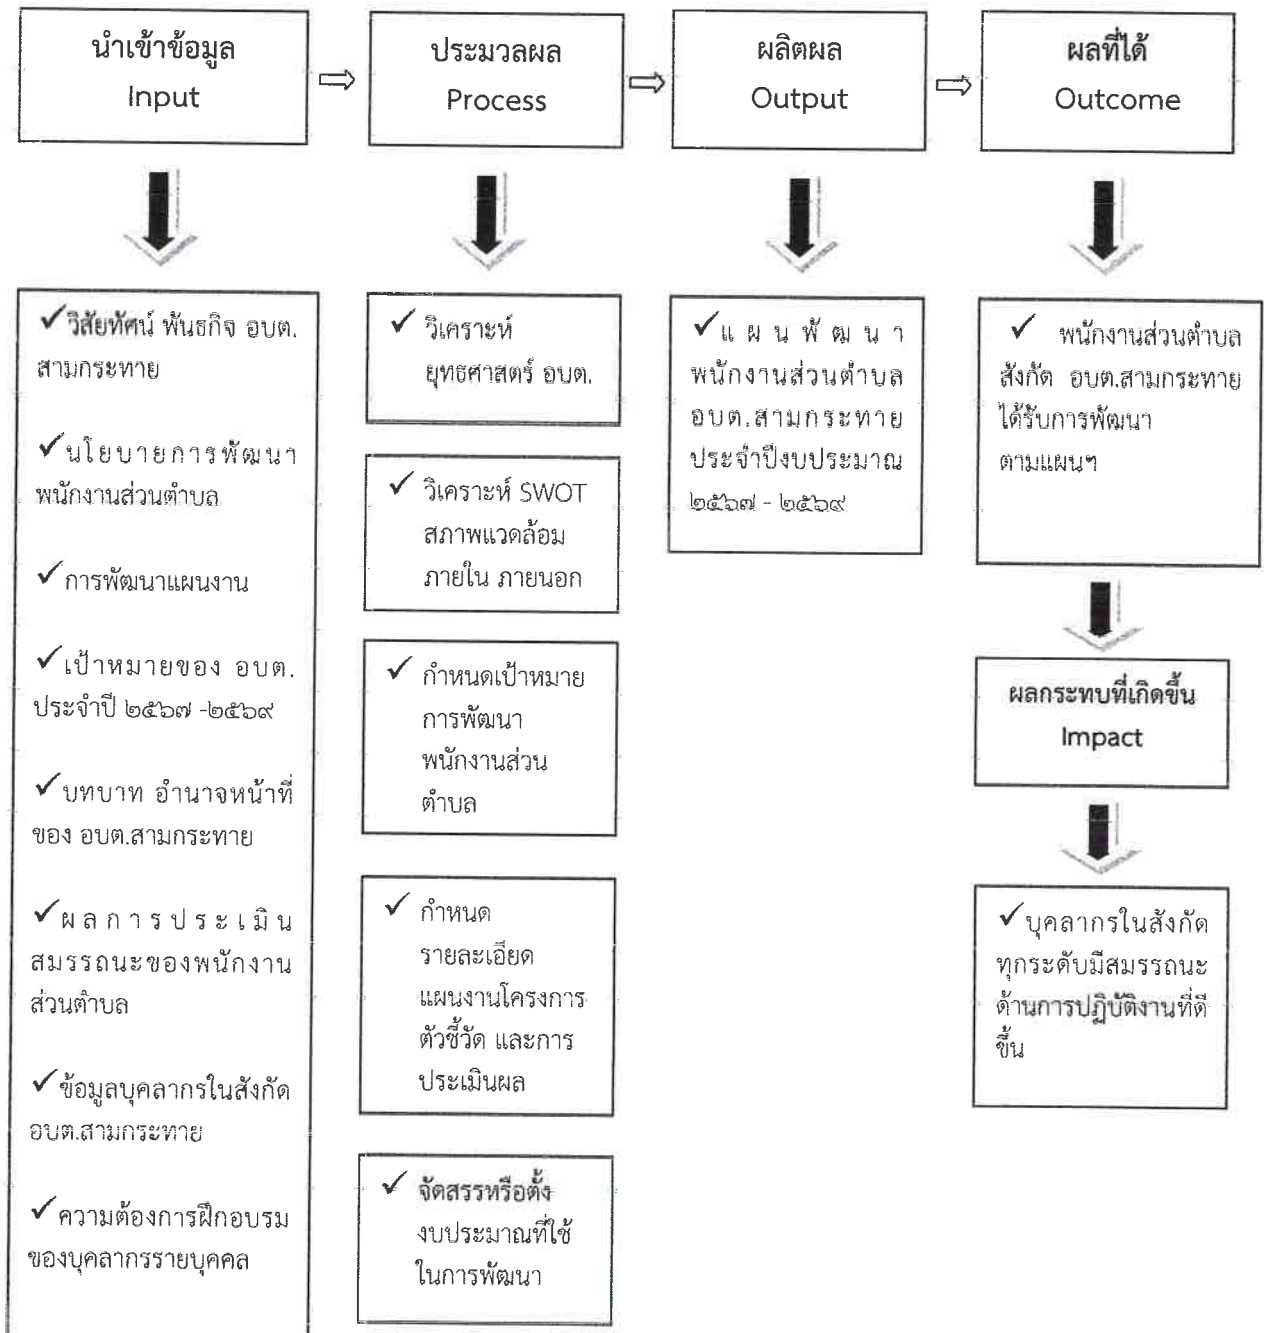 นำเข้าข้อมูล
Input
ประมวลผล
Process
ผลิตผล
Output
ผลที่ได้
Outcome
✓วิสัยทัศน์ พันธกิจ อบต.
สามกระทาย
✓นโยบายการพัฒนา
พนักงานส่วนตำบล
✓การพัฒนาแผนงาน
✓เป้าหมายของ อบต.
ประจำปี ๒๕๖๗ -๒๕๖๙
✓บทบาท อำนาจหน้าที่
ของ อบต.สามกระทาย
✓ผลการประเมิน
สมรรถนะของพนักงาน
ส่วนตำบล
✓ข้อมูลบุคลากรในสังกัด
อบต.สามกระทาย
✓ความต้องการฝึกอบรม
ของบุคลากรรายบุคคล
✓ วิเคราะห์
ยุทธศาสตร์ อบต.
✓ วิเคราะห์ SWOT
สภาพแวดล้อม
ภายใน ภายนอก
✓ กำหนดเป้าหมาย
การพัฒนา
พนักงานส่วน
ตำบล
✓ กำหนด
รายละเอียด
แผนงานโครงการ
ตัวชี้วัด และการ
ประเมินผล
✓ จัดสรรหรือตั้ง
งบประมาณที่ใช้
ในการพัฒนา
✓แผนพัฒนา
พนักงานส่วนตำบล
อบต.สามกระทาย
ประจำปีงบประมาณ
๒๕๖๗ - ๒๕๖๙
✓ พนักงานส่วนตำบล
สังกัด อบต.สามกระทาย
ได้รับการพัฒนา
ตามแผนฯ
ผลกระทบที่เกิดขึ้น
Impact
✓บุคลากรในสังกัด
ทุกระดับมีสมรรถนะ
ด้านการปฏิบัติงานที่ดี
ขึ้น